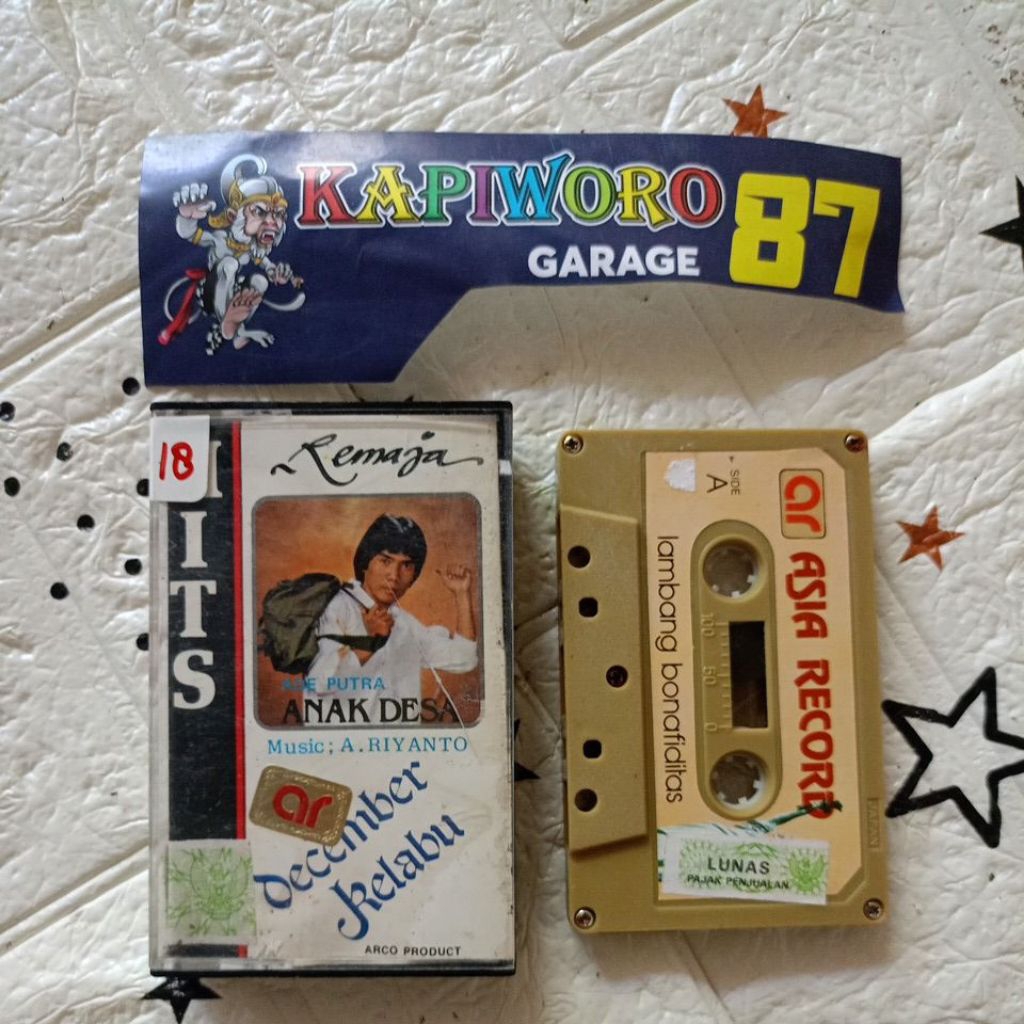 KAPIWORO 87
GARAGE
18
HITS
Remaja
ADE PUTRA
ANAK DESA
Music; A.RIYANTO
ar
december
kelabu
ARCO PRODUCT
SIDE
A
ar ASIA RECORD
lambang bonafiditas
100 50 0
LUNAS
PAJAK PENJUALAN